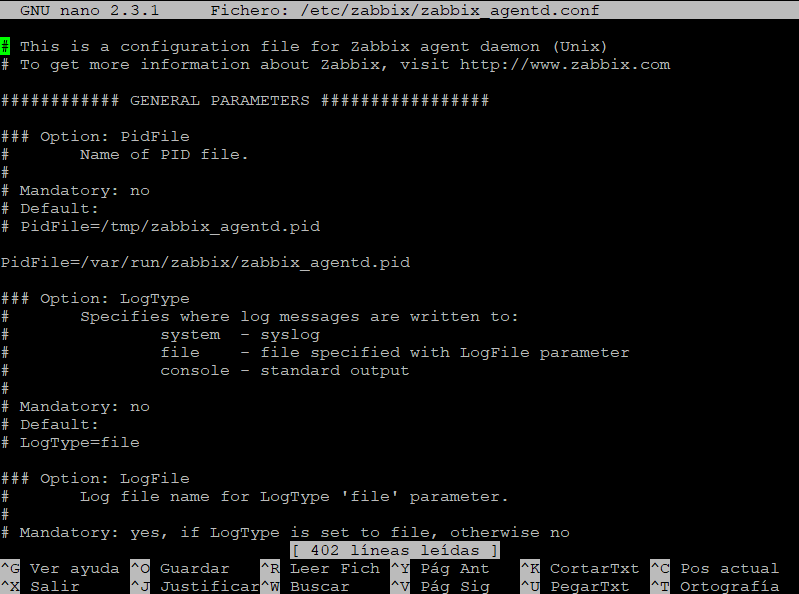 GNU nano 2.3.1 Fichero: /etc/zabbix/zabbix_agentd.conf
# This is a configuration file for Zabbix agent daemon (Unix)
# To get more information about Zabbix, visit http://www.zabbix.com
############ GENERAL PARAMETERS #################
### Option: PidFile
# Name of PID file.
#
# Mandatory: no
# Default:
# PidFile=/tmp/zabbix_agentd.pid
PidFile=/var/run/zabbix/zabbix_agentd.pid
### Option: LogType
# Specifies where log messages are written to:
# system - syslog
# file - file specified with LogFile parameter
# console - standard output
#
# Mandatory: no
# Default:
# LogType=file
### Option: LogFile
# Log file name for LogType 'file' parameter.
#
# Mandatory: yes, if LogType is set to file, otherwise no
[ 402 líneas leídas ]
^G Ver ayuda ^O Guardar ^R Leer Fich ^Y Pág Ant ^K CortarTxt ^C Pos actual
^X Salir ^J Justificar ^W Buscar ^V Pág Sig ^U PegarTxt ^T Ortografía